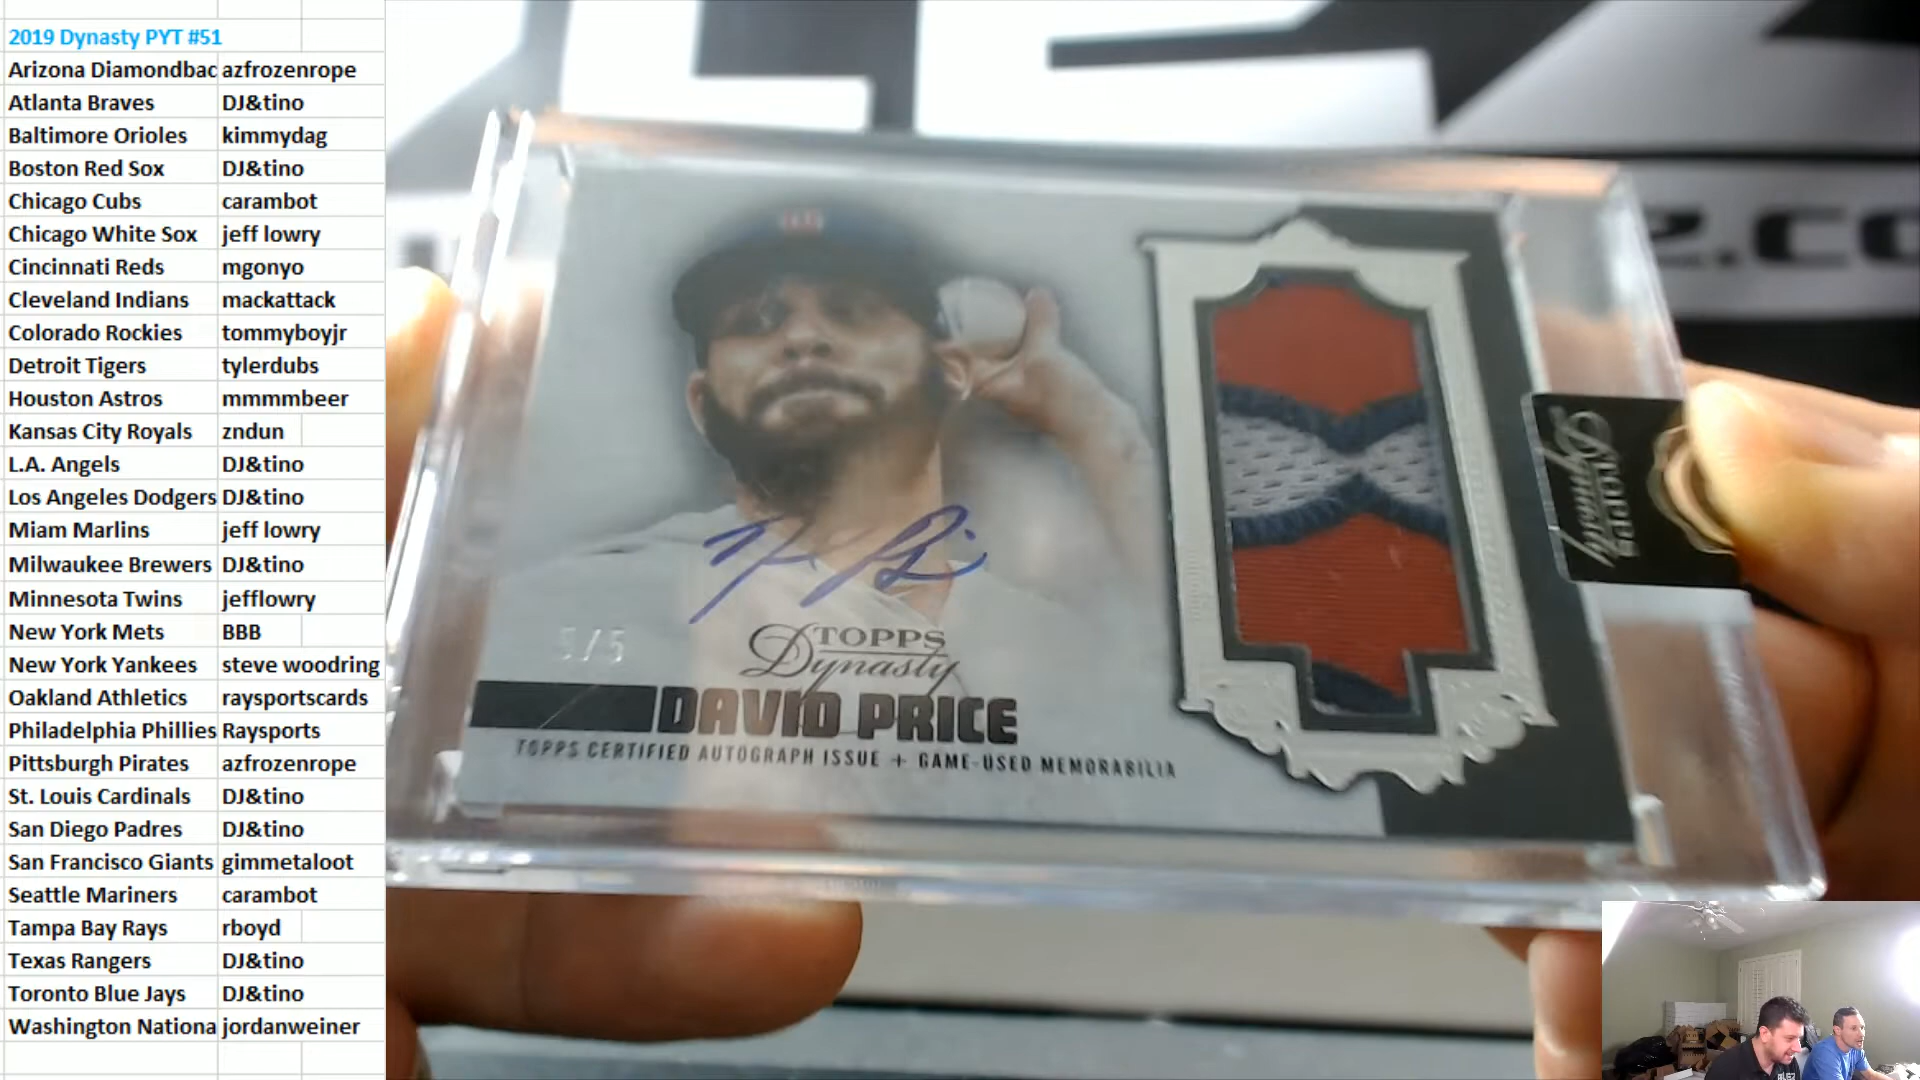 2019 Dynasty PYT #51
Arizona Diamondbac azfrozenrope
Atlanta Braves DJ&tino
Baltimore Orioles kimmydag
Boston Red Sox DJ&tino
Chicago Cubs carambot
Chicago White Sox jeff lowry
Cincinnati Reds mgonyo
Cleveland Indians mackattack
Colorado Rockies tommyboyjr
Detroit Tigers tylerdubs
Houston Astros mmmmbeer
Kansas City Royals zndun
L.A. Angels DJ&tino
Los Angeles Dodgers DJ&tino
Miam Marlins jeff lowry
Milwaukee Brewers DJ&tino
Minnesota Twins jefflowry
New York Mets BBB
New York Yankees steve woodring
Oakland Athletics raysportscards
Philadelphia Phillies Raysports
Pittsburgh Pirates azfrozenrope
St. Louis Cardinals DJ&tino
San Diego Padres DJ&tino
San Francisco Giants gimmetaloot
Seattle Mariners carambot
Tampa Bay Rays rboyd
Texas Rangers DJ&tino
Toronto Blue Jays DJ&tino
Washington Nationa jordanweiner
5/5
TOPPS
Dynasty
DAVID PRICE
TOPPS CERTIFIED AUTOGRAPH ISSUE + GAME-USED MEMORABILIA
TOPPS
Dynasty